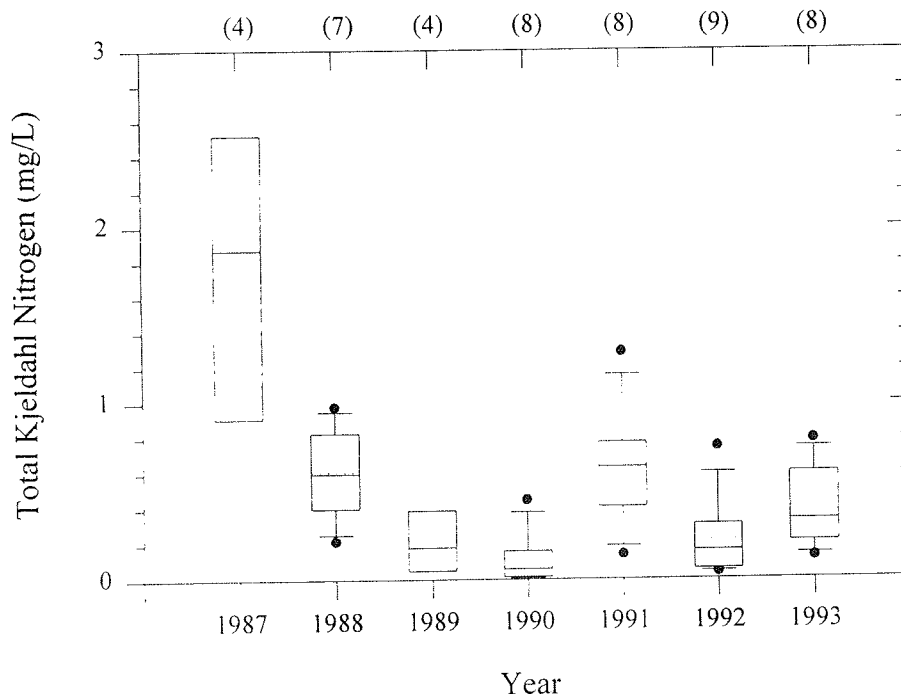 (4) (7) (4) (8) (8) (9) (8)
3
2
1
0
Total Kjeldahl Nitrogen (mg/L)
1987 1988 1989 1990 1991 1992 1993
Year